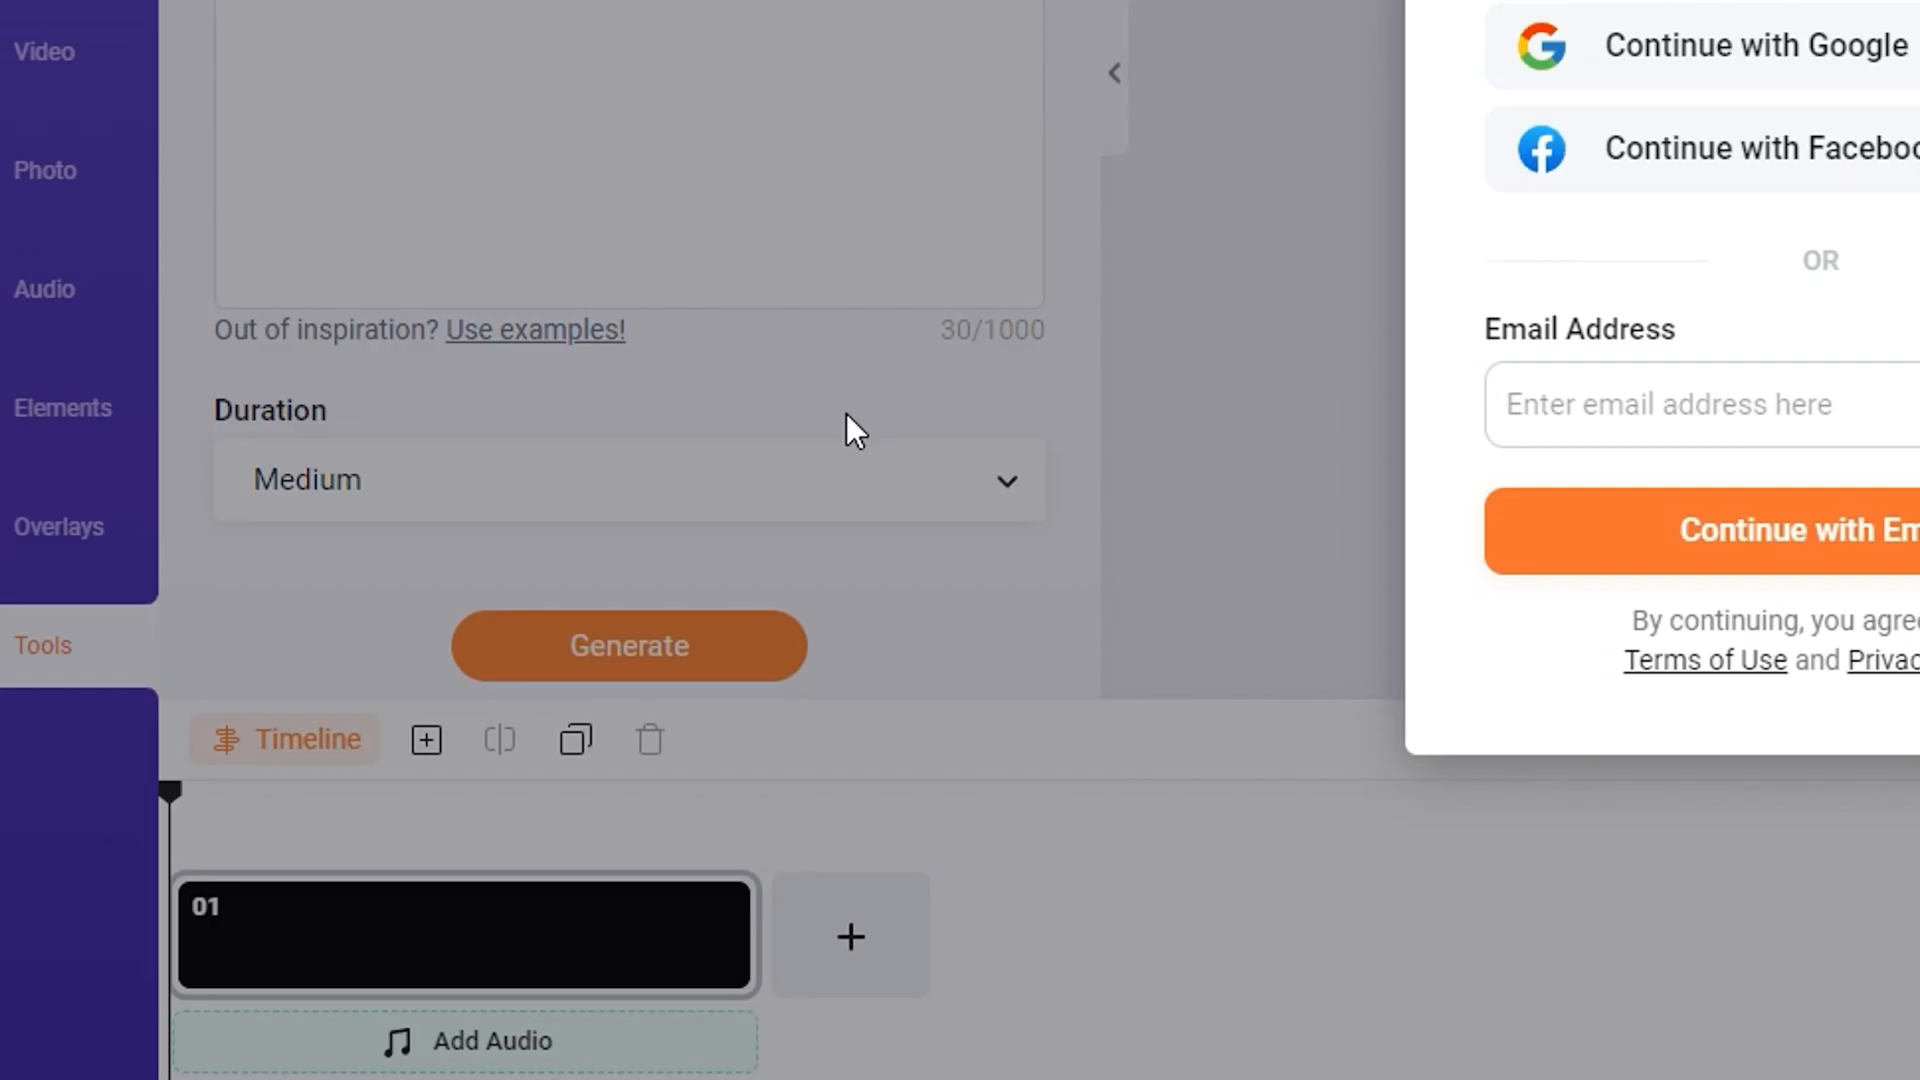 Video
Photo
Audio
Elements
Overlays
Tools
Out of inspiration? Use examples!
30/1000
Duration
Medium
Generate
Timeline
01
+
Add Audio
Continue with Google
Continue with Faceboo
OR
Email Address
Enter email address here
Continue with Em
By continuing, you agree
Terms of Use and Privac